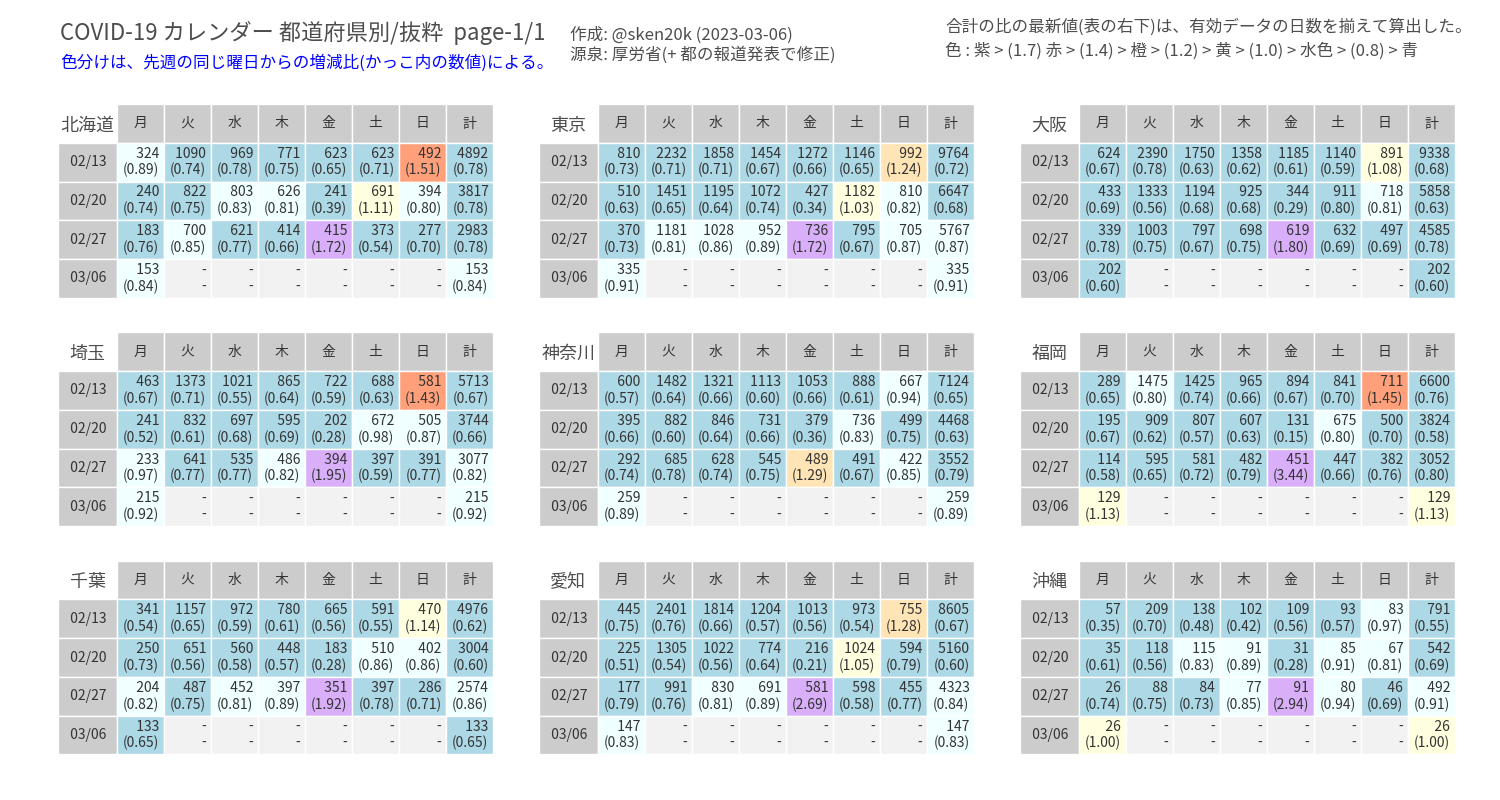 COVID-19 カレンダー 都道府県別/抜粋 page-1/1
色分けは、先週の同じ曜日からの増減比(かっこ内の数値)による。
作成: @sken20k (2023-03-06)
源泉: 厚労省(+ 都の報道発表で修正)
合計の比の最新値(表の右下)は、有効データの日数を揃えて算出した。
色 : 紫 > (1.7) 赤 > (1.4) 橙 > (1.2) > 黄 > (1.0) > 水色 > (0.8) > 青
北海道 月 火 水 木 金 土 日 計
02/13 324 1090 969 771 623 623 492 4892
(0.89) (0.74) (0.78) (0.75) (0.65) (0.71) (1.51) (0.78)
02/20 240 822 803 626 241 691 394 3817
(0.74) (0.75) (0.83) (0.81) (0.39) (1.11) (0.80) (0.78)
02/27 183 700 621 414 415 373 277 2983
(0.76) (0.85) (0.77) (0.66) (1.72) (0.54) (0.70) (0.78)
03/06 153 - - - - - - 153
(0.84) - - - - - - (0.84)
東京 月 火 水 木 金 土 日 計
02/13 810 2232 1858 1454 1272 1146 992 9764
(0.73) (0.71) (0.71) (0.67) (0.66) (0.65) (1.24) (0.72)
02/20 510 1451 1195 1072 427 1182 810 6647
(0.63) (0.65) (0.64) (0.74) (0.34) (1.03) (0.82) (0.68)
02/27 370 1181 1028 952 736 795 705 5767
(0.73) (0.81) (0.86) (0.89) (1.72) (0.67) (0.87) (0.87)
03/06 335 - - - - - - 335
(0.91) - - - - - - (0.91)
大阪 月 火 水 木 金 土 日 計
02/13 624 2390 1750 1358 1185 1140 891 9338
(0.67) (0.78) (0.63) (0.62) (0.61) (0.59) (1.08) (0.68)
02/20 433 1333 1194 925 344 911 718 5858
(0.69) (0.56) (0.68) (0.68) (0.29) (0.80) (0.81) (0.63)
02/27 339 1003 797 698 619 632 497 4585
(0.78) (0.75) (0.67) (0.75) (1.80) (0.69) (0.69) (0.78)
03/06 202 - - - - - - 202
(0.60) - - - - - - (0.60)
埼玉 月 火 水 木 金 土 日 計
02/13 463 1373 1021 865 722 688 581 5713
(0.67) (0.71) (0.55) (0.64) (0.59) (0.63) (1.43) (0.67)
02/20 241 832 697 595 202 672 505 3744
(0.52) (0.61) (0.68) (0.69) (0.28) (0.98) (0.87) (0.66)
02/27 233 641 535 486 394 397 391 3077
(0.97) (0.77) (0.77) (0.82) (1.95) (0.59) (0.77) (0.82)
03/06 215 - - - - - - 215
(0.92) - - - - - - (0.92)
神奈川 月 火 水 木 金 土 日 計
02/13 600 1482 1321 1113 1053 888 667 7124
(0.57) (0.64) (0.66) (0.60) (0.66) (0.61) (0.94) (0.65)
02/20 395 882 846 731 379 736 499 4468
(0.66) (0.60) (0.64) (0.66) (0.36) (0.83) (0.75) (0.63)
02/27 292 685 628 545 489 491 422 3552
(0.74) (0.78) (0.74) (0.75) (1.29) (0.67) (0.85) (0.79)
03/06 259 - - - - - - 259
(0.89) - - - - - - (0.89)
福岡 月 火 水 木 金 土 日 計
02/13 289 1475 1425 965 894 841 711 6600
(0.65) (0.80) (0.74) (0.66) (0.67) (0.70) (1.45) (0.76)
02/20 195 909 807 607 131 675 500 3824
(0.67) (0.62) (0.57) (0.63) (0.15) (0.80) (0.70) (0.58)
02/27 114 595 581 482 451 447 382 3052
(0.58) (0.65) (0.72) (0.79) (3.44) (0.66) (0.76) (0.80)
03/06 129 - - - - - - 129
(1.13) - - - - - - (1.13)
千葉 月 火 水 木 金 土 日 計
02/13 341 1157 972 780 665 591 470 4976
(0.54) (0.65) (0.59) (0.61) (0.56) (0.55) (1.14) (0.62)
02/20 250 651 560 448 183 510 402 3004
(0.73) (0.56) (0.58) (0.57) (0.28) (0.86) (0.86) (0.60)
02/27 204 487 452 397 351 397 286 2574
(0.82) (0.75) (0.81) (0.89) (1.92) (0.78) (0.71) (0.86)
03/06 133 - - - - - - 133
(0.65) - - - - - - (0.65)
愛知 月 火 水 木 金 土 日 計
02/13 445 2401 1814 1204 1013 973 755 8605
(0.75) (0.76) (0.66) (0.57) (0.56) (0.54) (1.28) (0.67)
02/20 225 1305 1022 774 216 1024 594 5160
(0.51) (0.54) (0.56) (0.64) (0.21) (1.05) (0.79) (0.60)
02/27 177 991 830 691 581 598 455 4323
(0.79) (0.76) (0.81) (0.89) (2.69) (0.58) (0.77) (0.84)
03/06 147 - - - - - - 147
(0.83) - - - - - - (0.83)
沖縄 月 火 水 木 金 土 日 計
02/13 57 209 138 102 109 93 83 791
(0.35) (0.70) (0.48) (0.42) (0.56) (0.57) (0.97) (0.55)
02/20 35 118 115 91 31 85 67 542
(0.61) (0.56) (0.83) (0.89) (0.28) (0.91) (0.81) (0.69)
02/27 26 88 84 77 91 80 46 492
(0.74) (0.75) (0.73) (0.85) (2.94) (0.94) (0.69) (0.91)
03/06 26 - - - - - - 26
(1.00) - - - - - - (1.00)